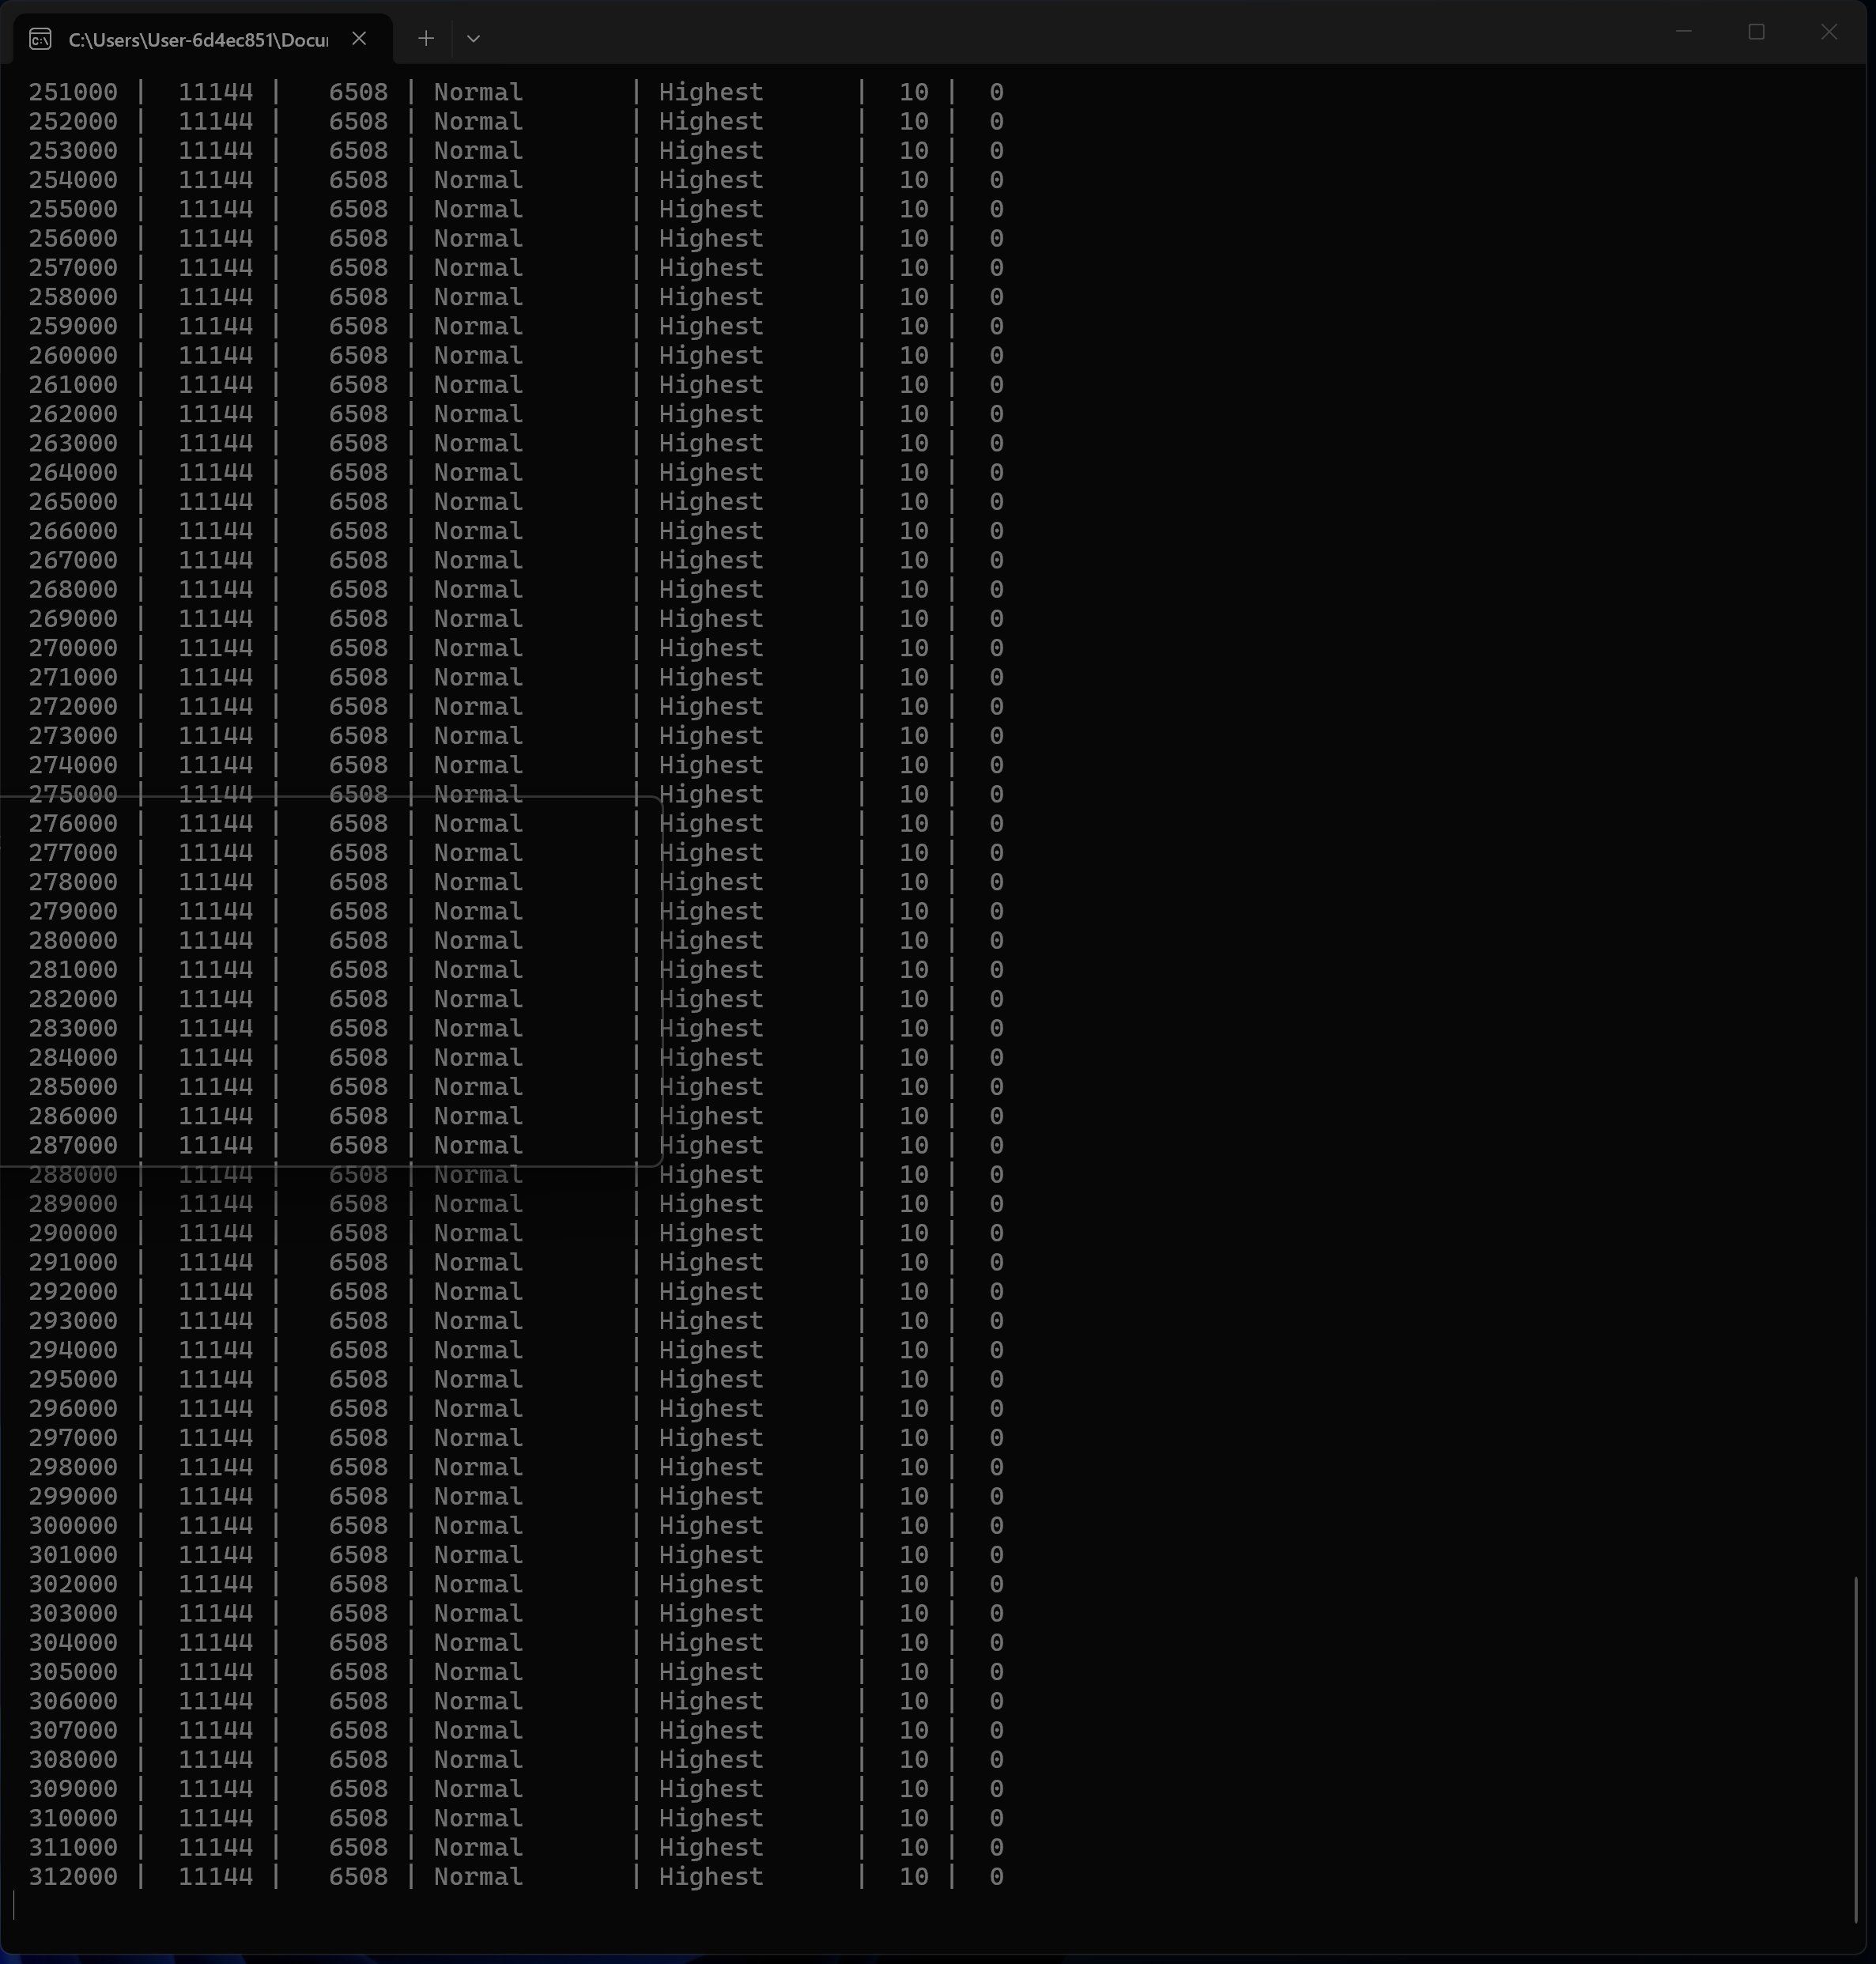 C:\Users\User-6d4ec851\Docu
251000 | 11144 | 6508 | Normal | Highest | 10 | 0
252000 | 11144 | 6508 | Normal | Highest | 10 | 0
253000 | 11144 | 6508 | Normal | Highest | 10 | 0
254000 | 11144 | 6508 | Normal | Highest | 10 | 0
255000 | 11144 | 6508 | Normal | Highest | 10 | 0
256000 | 11144 | 6508 | Normal | Highest | 10 | 0
257000 | 11144 | 6508 | Normal | Highest | 10 | 0
258000 | 11144 | 6508 | Normal | Highest | 10 | 0
259000 | 11144 | 6508 | Normal | Highest | 10 | 0
260000 | 11144 | 6508 | Normal | Highest | 10 | 0
261000 | 11144 | 6508 | Normal | Highest | 10 | 0
262000 | 11144 | 6508 | Normal | Highest | 10 | 0
263000 | 11144 | 6508 | Normal | Highest | 10 | 0
264000 | 11144 | 6508 | Normal | Highest | 10 | 0
265000 | 11144 | 6508 | Normal | Highest | 10 | 0
266000 | 11144 | 6508 | Normal | Highest | 10 | 0
267000 | 11144 | 6508 | Normal | Highest | 10 | 0
268000 | 11144 | 6508 | Normal | Highest | 10 | 0
269000 | 11144 | 6508 | Normal | Highest | 10 | 0
270000 | 11144 | 6508 | Normal | Highest | 10 | 0
271000 | 11144 | 6508 | Normal | Highest | 10 | 0
272000 | 11144 | 6508 | Normal | Highest | 10 | 0
273000 | 11144 | 6508 | Normal | Highest | 10 | 0
274000 | 11144 | 6508 | Normal | Highest | 10 | 0
275000 | 11144 | 6508 | Normal | Highest | 10 | 0
276000 | 11144 | 6508 | Normal | Highest | 10 | 0
277000 | 11144 | 6508 | Normal | Highest | 10 | 0
278000 | 11144 | 6508 | Normal | Highest | 10 | 0
279000 | 11144 | 6508 | Normal | Highest | 10 | 0
280000 | 11144 | 6508 | Normal | Highest | 10 | 0
281000 | 11144 | 6508 | Normal | Highest | 10 | 0
282000 | 11144 | 6508 | Normal | Highest | 10 | 0
283000 | 11144 | 6508 | Normal | Highest | 10 | 0
284000 | 11144 | 6508 | Normal | Highest | 10 | 0
285000 | 11144 | 6508 | Normal | Highest | 10 | 0
286000 | 11144 | 6508 | Normal | Highest | 10 | 0
287000 | 11144 | 6508 | Normal | Highest | 10 | 0
288000 | 11144 | 6508 | Normal | Highest | 10 | 0
289000 | 11144 | 6508 | Normal | Highest | 10 | 0
290000 | 11144 | 6508 | Normal | Highest | 10 | 0
291000 | 11144 | 6508 | Normal | Highest | 10 | 0
292000 | 11144 | 6508 | Normal | Highest | 10 | 0
293000 | 11144 | 6508 | Normal | Highest | 10 | 0
294000 | 11144 | 6508 | Normal | Highest | 10 | 0
295000 | 11144 | 6508 | Normal | Highest | 10 | 0
296000 | 11144 | 6508 | Normal | Highest | 10 | 0
297000 | 11144 | 6508 | Normal | Highest | 10 | 0
298000 | 11144 | 6508 | Normal | Highest | 10 | 0
299000 | 11144 | 6508 | Normal | Highest | 10 | 0
300000 | 11144 | 6508 | Normal | Highest | 10 | 0
301000 | 11144 | 6508 | Normal | Highest | 10 | 0
302000 | 11144 | 6508 | Normal | Highest | 10 | 0
303000 | 11144 | 6508 | Normal | Highest | 10 | 0
304000 | 11144 | 6508 | Normal | Highest | 10 | 0
305000 | 11144 | 6508 | Normal | Highest | 10 | 0
306000 | 11144 | 6508 | Normal | Highest | 10 | 0
307000 | 11144 | 6508 | Normal | Highest | 10 | 0
308000 | 11144 | 6508 | Normal | Highest | 10 | 0
309000 | 11144 | 6508 | Normal | Highest | 10 | 0
310000 | 11144 | 6508 | Normal | Highest | 10 | 0
311000 | 11144 | 6508 | Normal | Highest | 10 | 0
312000 | 11144 | 6508 | Normal | Highest | 10 | 0